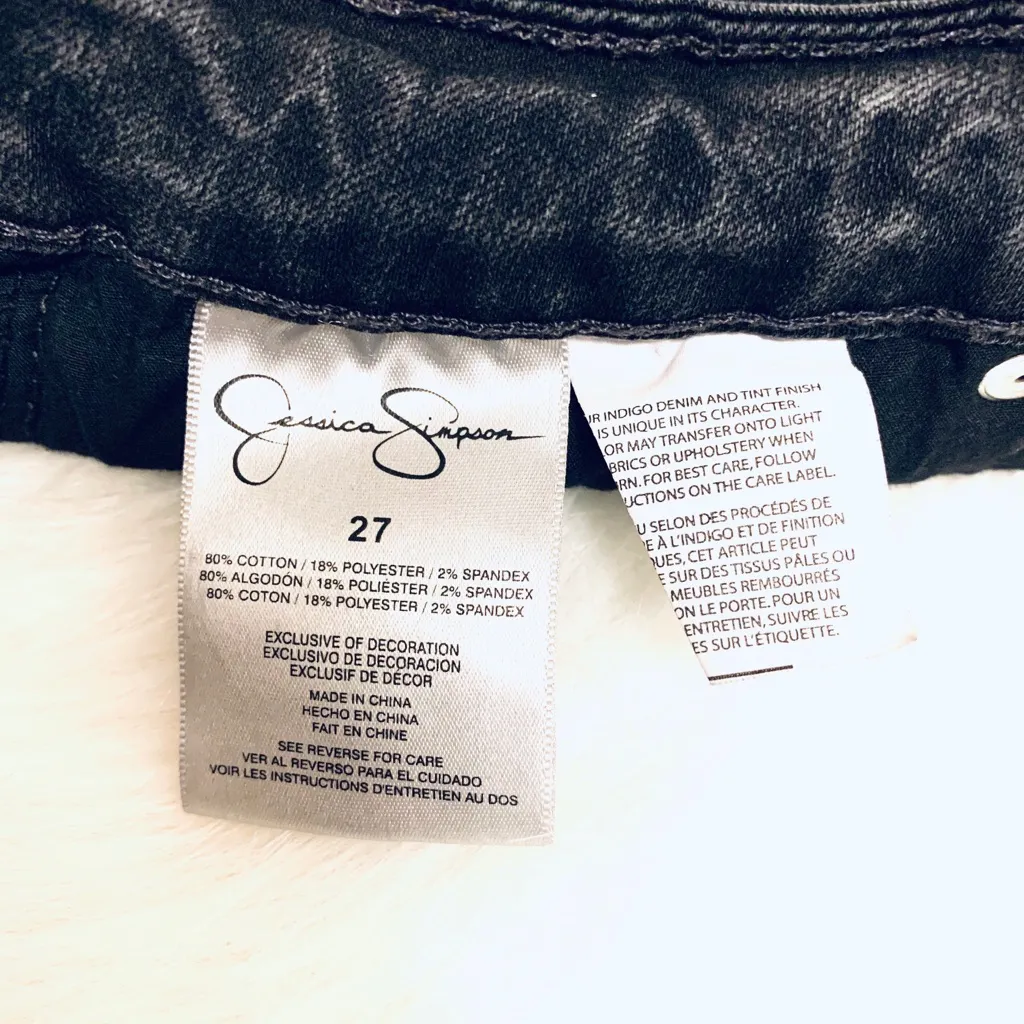 Jessica Simpson
27
80% COTTON / 18% POLYESTER / 2% SPANDEX
80% ALGODÓN / 18% POLIÉSTER / 2% SPANDEX
80% COTON / 18% POLYESTER / 2% SPANDEX
EXCLUSIVE OF DECORATION
EXCLUSIVO DE DECORACION
EXCLUSIF DE DÉCOR
MADE IN CHINA
HECHO EN CHINA
FAIT EN CHINE
SEE REVERSE FOR CARE
VER AL REVERSO PARA EL CUIDADO
VOIR LES INSTRUCTIONS D'ENTRETIEN AU DOS
INDIGO DENIM AND TINT FINISH
IS UNIQUE IN ITS CHARACTER.
OR MAY TRANSFER ONTO LIGHT
OR UPHOLSTERY WHEN
FOR BEST CARE, FOLLOW
ON THE CARE LABEL.
SELON DES PROCÉDÉS DE
À L'INDIGO ET DE FINITION
CET ARTICLE PEUT
SUR DES TISSUS PÂLES OU
MEUBLES REMBOURRÉS
ON LE PORTE. POUR UN
ENTRETIEN, SUIVRE LES
SUR L'ÉTIQUETTE.